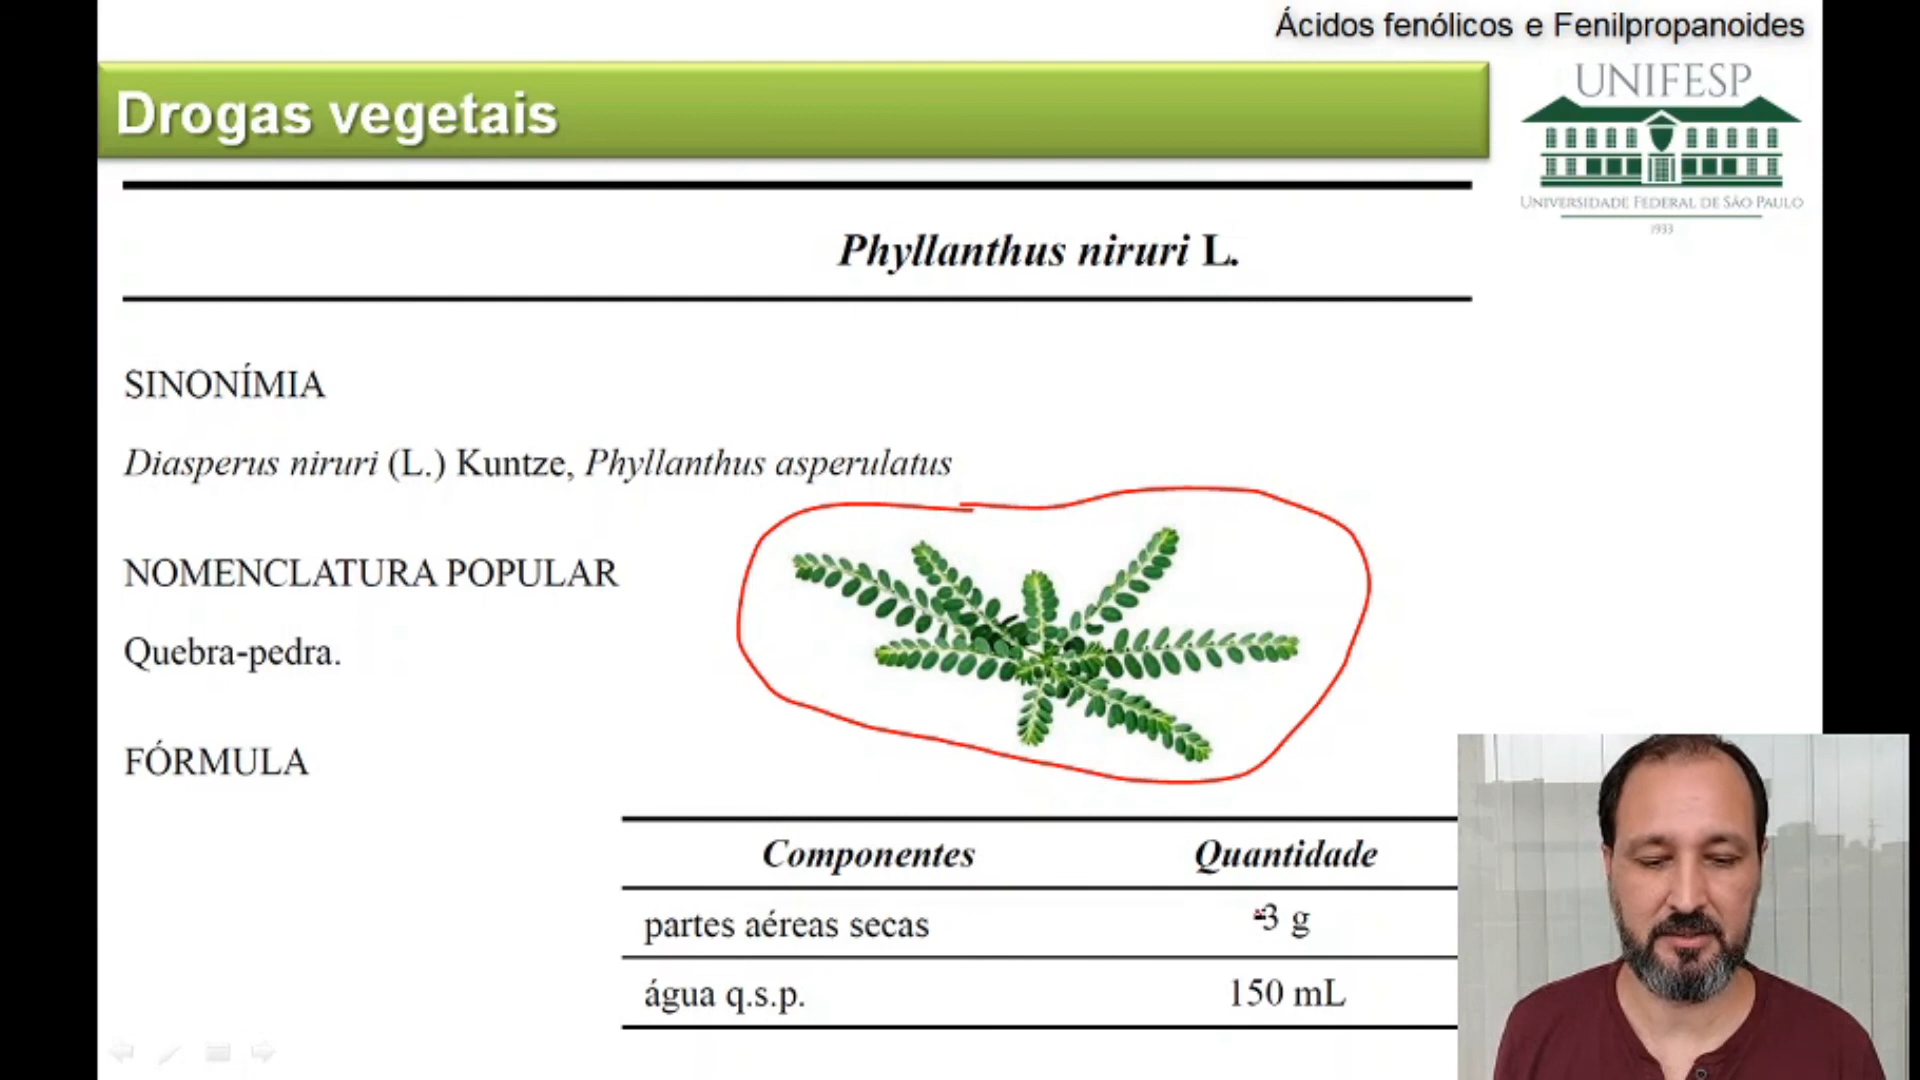 Ácidos fenólicos e Fenilpropanoides
Drogas vegetais
UNIFESP
UNIVERSIDADE FEDERAL DE SÃO PAULO
1933
Phyllanthus niruri L.
SINONÍMIA
Diasperus niruri (L.) Kuntze, Phyllanthus asperulatus
NOMENCLATURA POPULAR
Quebra-pedra.
FÓRMULA
Componentes Quantidade
partes aéreas secas 3 g
água q.s.p. 150 mL